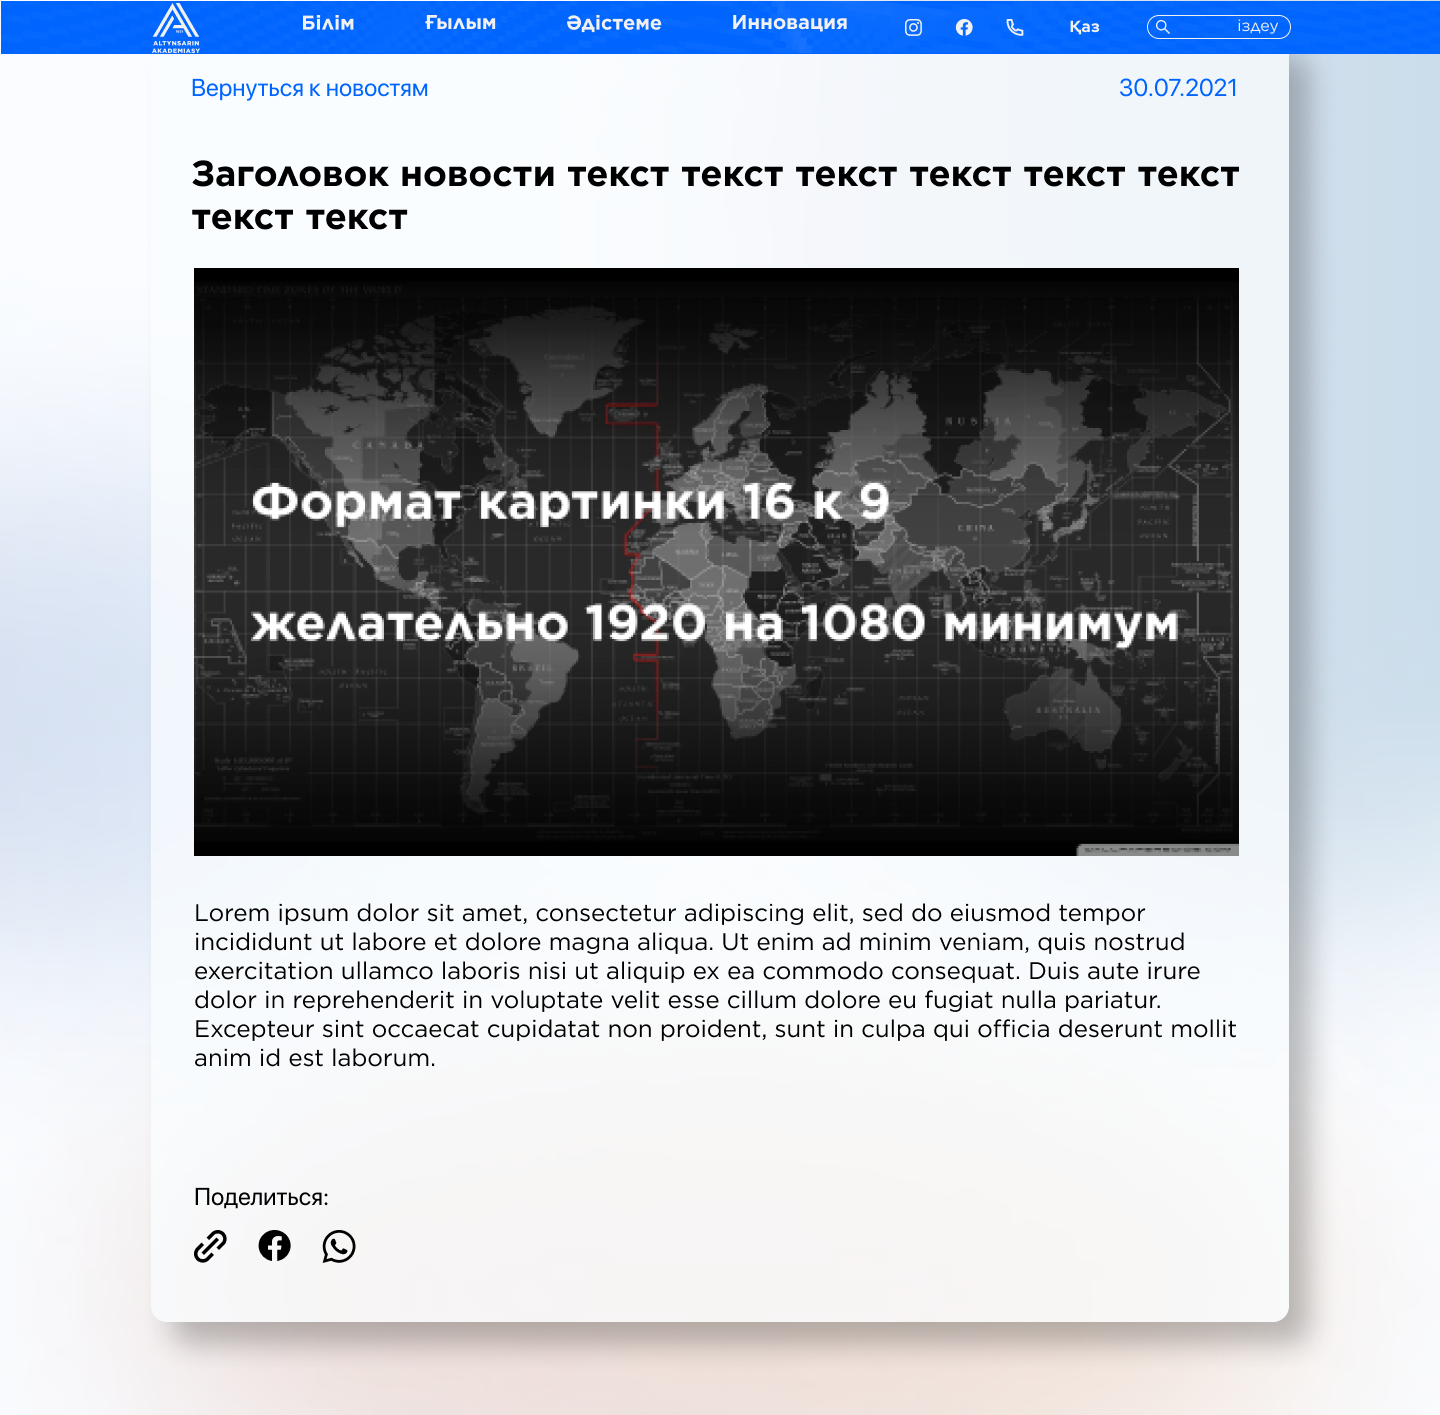 ALTYNSARIN
AKADEMIASY
Білім
Ғылым
Әдістеме
Инновация
Қаз
іздеу
Вернуться к новостям
30.07.2021
Заголовок новости текст текст текст текст текст текст
текст текст
STANDARD TIME ZONES OF THE WORLD
CANADA
RUSSIA
Формат картинки 16 к 9
CHINA
желательно 1920 на 1080 минимум
BRAZIL
INDONESIA
AUSTRALIA
Lorem ipsum dolor sit amet, consectetur adipiscing elit, sed do eiusmod tempor
incididunt ut labore et dolore magna aliqua. Ut enim ad minim veniam, quis nostrud
exercitation ullamco laboris nisi ut aliquip ex ea commodo consequat. Duis aute irure
dolor in reprehenderit in voluptate velit esse cillum dolore eu fugiat nulla pariatur.
Excepteur sint occaecat cupidatat non proident, sunt in culpa qui officia deserunt mollit
anim id est laborum.
Поделиться: